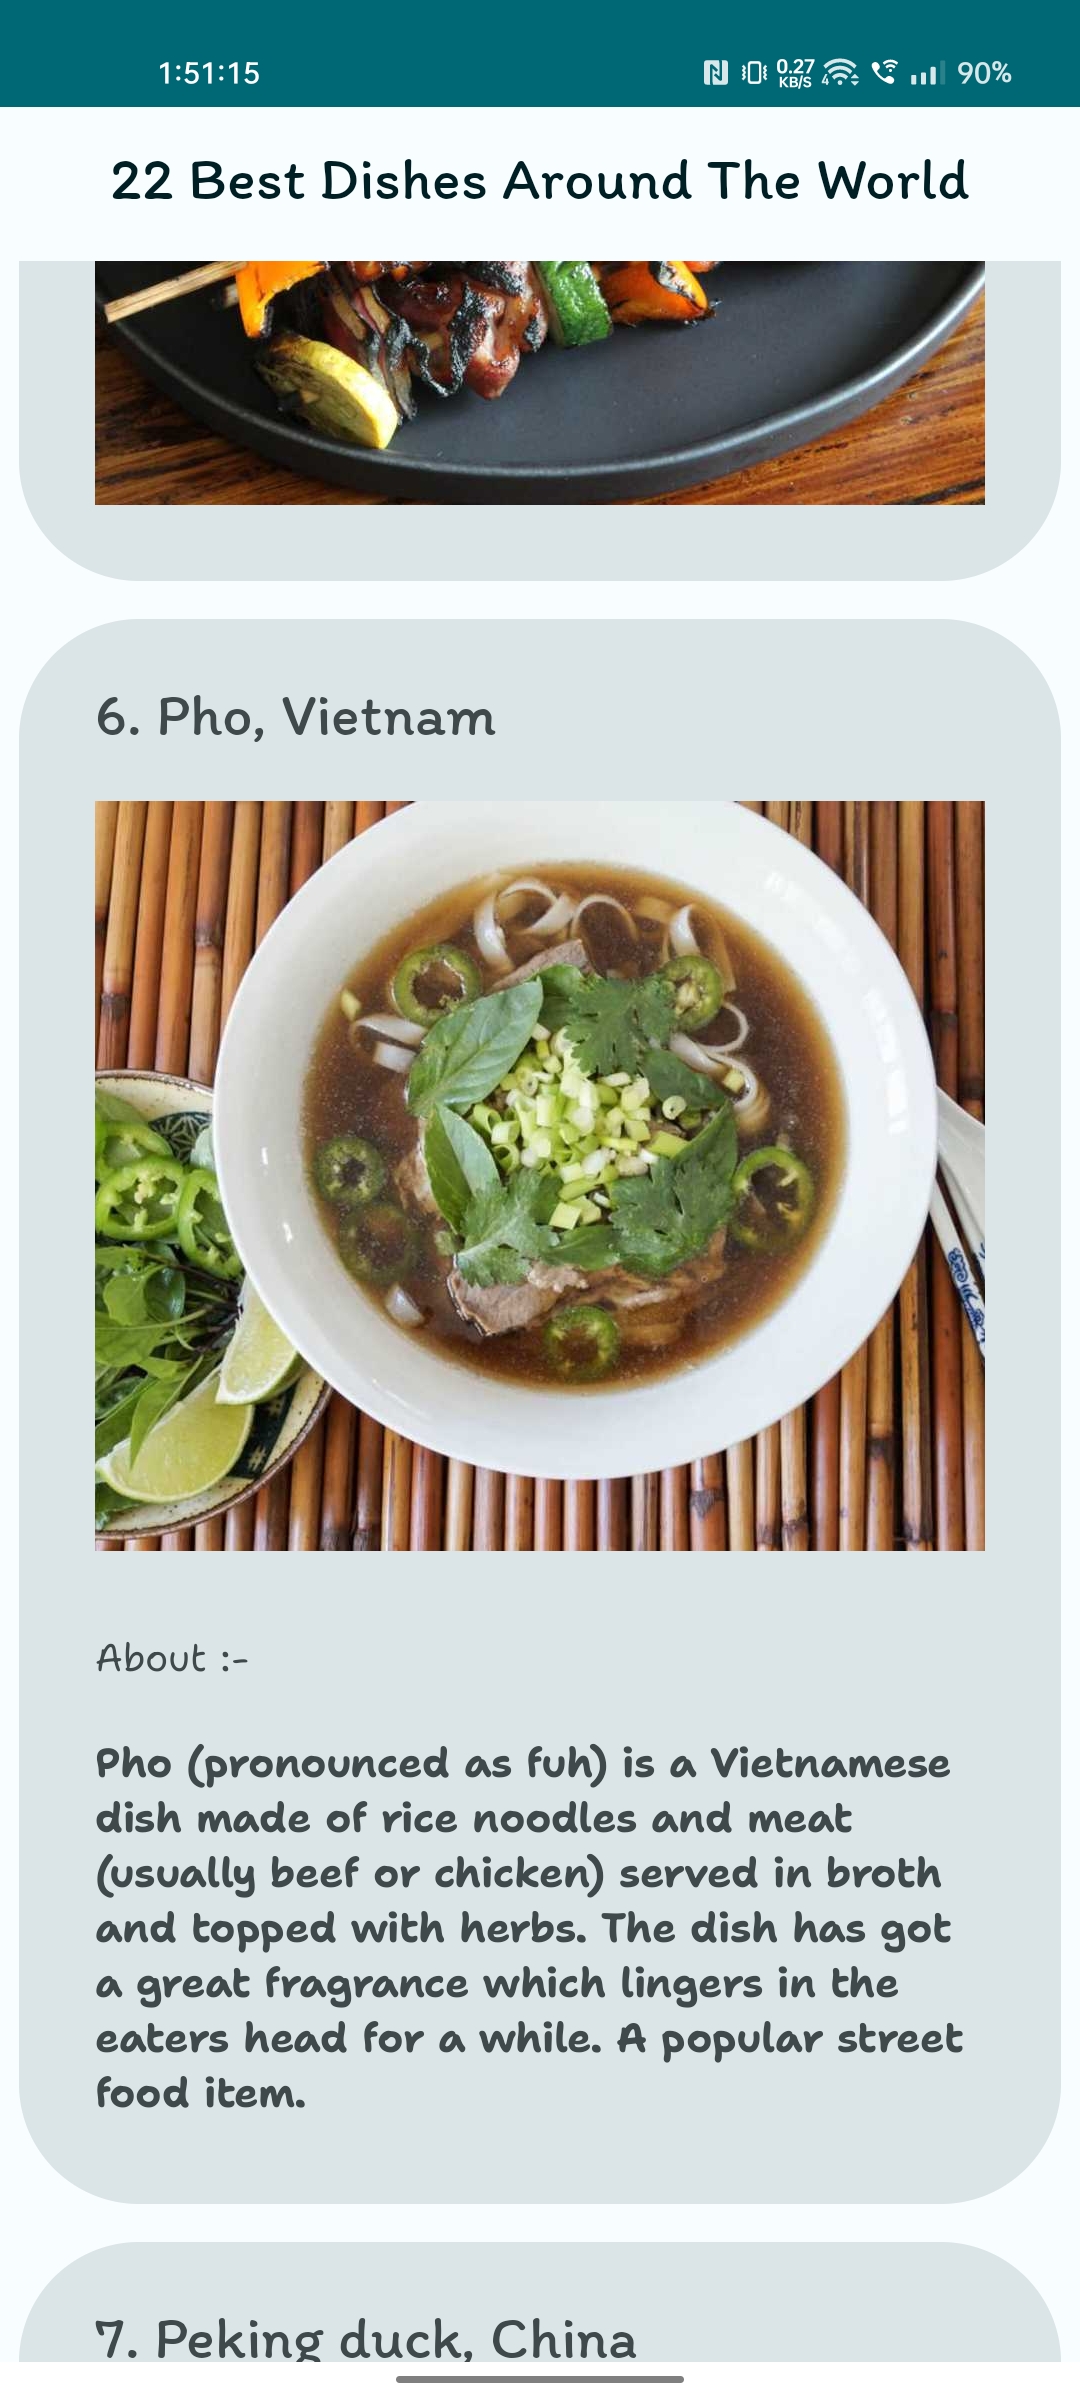 1:51:15
0.27
KB/S
4
90%
22 Best Dishes Around The World
6. Pho, Vietnam
About :-
Pho (pronounced as fuh) is a Vietnamese
dish made of rice noodles and meat
(usually beef or chicken) served in broth
and topped with herbs. The dish has got
a great fragrance which lingers in the
eaters head for a while. A popular street
food item.
7. Peking duck, China